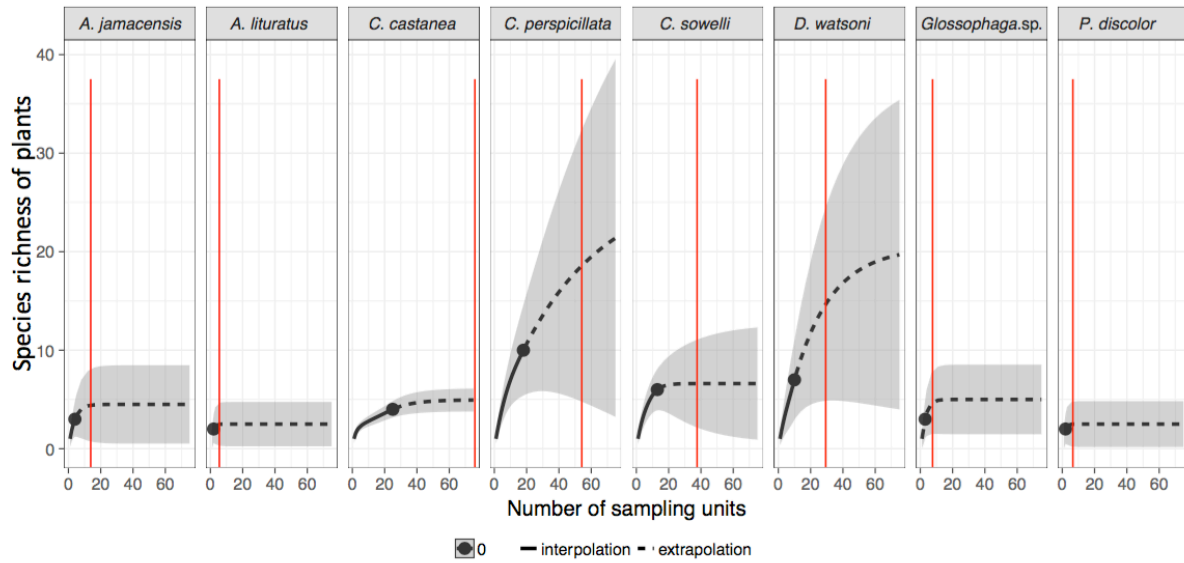 A. jamacensis A. lituratus C. castanea C. perspicillata C. sowelli D. watsoni Glossophaga.sp. P. discolor
Species richness of plants
40
30
20
10
0
0 20 40 60 0 20 40 60 0 20 40 60 0 20 40 60 0 20 40 60 0 20 40 60 0 20 40 60 0 20 40 60
Number of sampling units
0 interpolation extrapolation